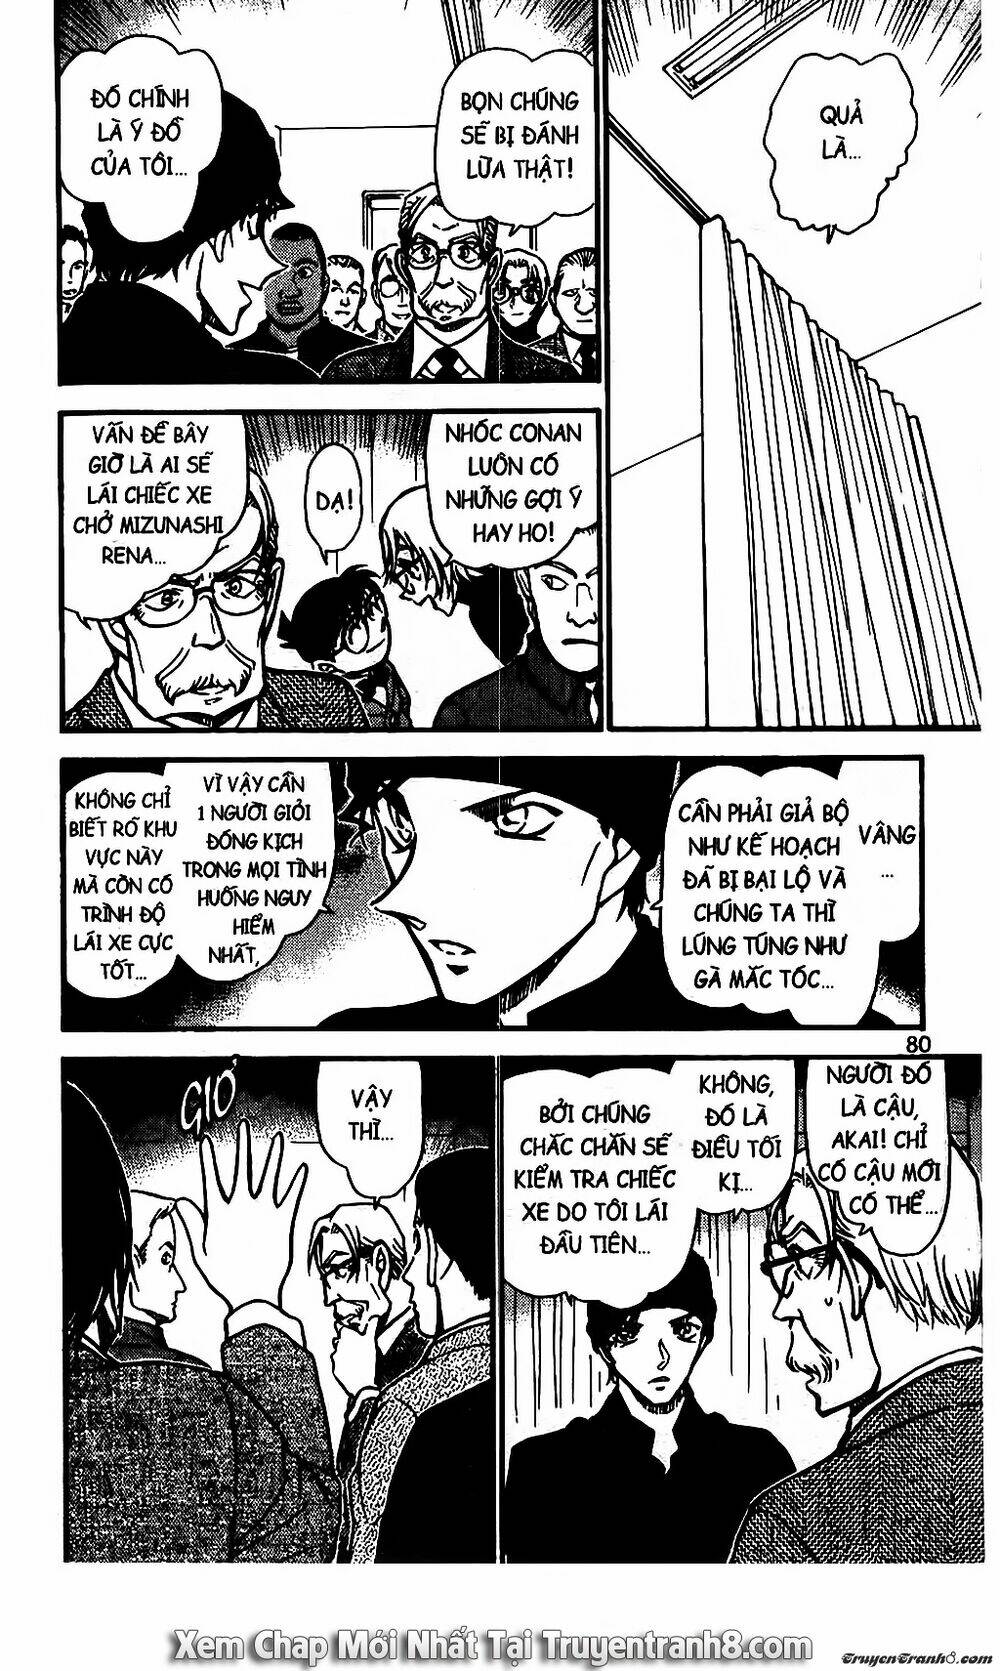 QUẢ
LÀ...
BỌN CHÚNG
SẼ BỊ ĐÁNH
LỪA THẬT!
ĐÓ CHÍNH
LÀ Ý ĐỒ
CỦA TÔI...
NHÓC CONAN
LUÔN CÓ
NHỮNG GỢI Ý
HAY HO!
DẠ!
VẤN ĐỀ BÂY
GIỜ LÀ AI SẼ
LÁI CHIẾC XE
CHỞ MIZUNASHI
RENA...
VÂNG
...
CẦN PHẢI GIẢ BỘ
NHƯ KẾ HOẠCH
ĐÃ BỊ BẠI LỘ VÀ
CHÚNG TA THÌ
LÚNG TÚNG NHƯ
GÀ MẮC TÓC...
VÌ VẬY CẦN
1 NGƯỜI GIỎI
ĐÓNG KỊCH
TRONG MỌI TÌNH
HUỐNG NGUY
HIỂM
NHẤT,
KHÔNG CHỈ
BIẾT RÕ KHU
VỰC NÀY
MÀ CÒN CÓ
TRÌNH ĐỘ
LÁI XE CỰC
TỐT...
80
NGƯỜI ĐÓ
LÀ CẬU,
AKAI! CHỈ
CÓ CẬU MỚI
CÓ THỂ...
KHÔNG,
ĐÓ LÀ
ĐIỀU TỐI
KỊ...
BỞI CHÚNG
CHẮC CHẮN SẼ
KIỂM TRA CHIẾC
XE DO TÔI LÁI
ĐẦU TIÊN...
VẬY
THÌ...
GIƠ
Xem Chap Mới Nhất Tại Truyentranh8.com
TruyenTranh8.com